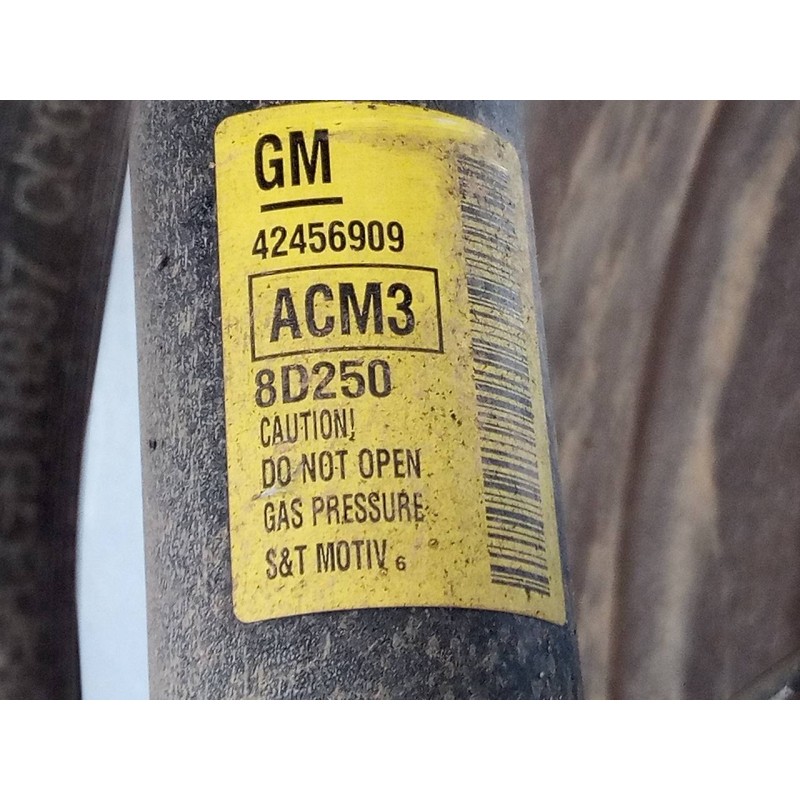 GM
42456909
ACM3
8D250
CAUTION!
DO NOT OPEN
GAS PRESSURE
S&T MOTIV 6